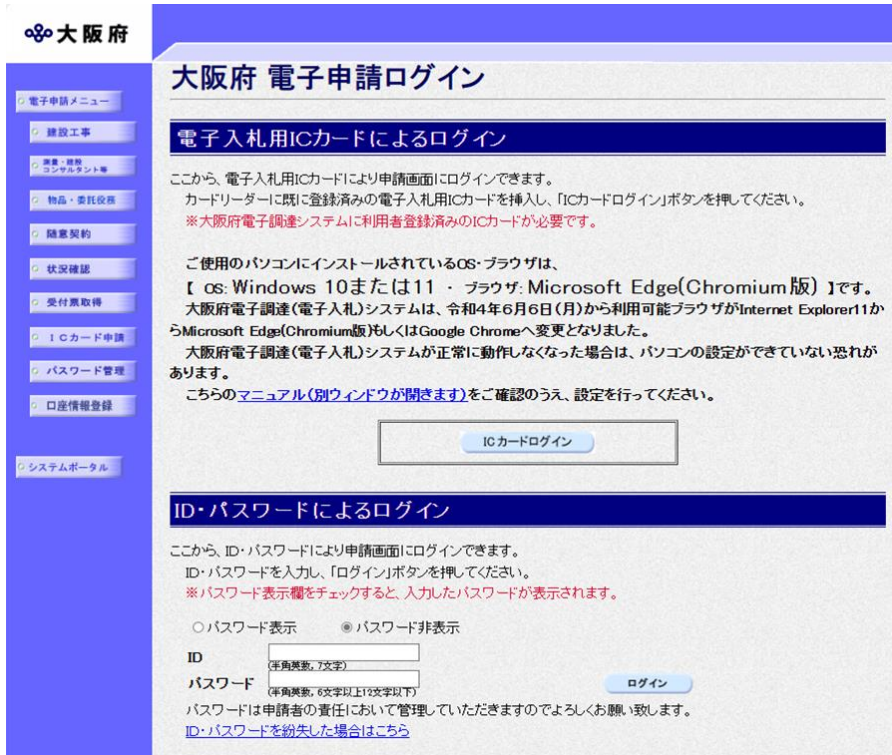 大阪府
大阪府 電子申請ログイン
電子申請メニュー
建設工事
測量・建設
コンサルタント等
物品・委託役務
随意契約
状況確認
受付票取得
ICカード申請
パスワード管理
口座情報登録
システムポータル
電子入札用ICカードによるログイン
ここから、電子入札用ICカードにより申請画面にログインできます。
カードリーダーに既に登録済みの電子入札用ICカードを挿入し、「ICカードログイン」ボタンを押してください。
※大阪府電子調達システムに利用者登録済みのICカードが必要です。
ご使用のパソコンにインストールされているOS・ブラウザは、
【 OS: Windows 10または11 ・ ブラウザ: Microsoft Edge(Chromium版) 】です。
大阪府電子調達(電子入札)システムは、令和4年6月6日(月)から利用可能ブラウザがInternet Explorer11か
らMicrosoft Edge(Chromium版)もしくはGoogle Chromeへ変更となりました。
大阪府電子調達(電子入札)システムが正常に動作しなくなった場合は、パソコンの設定ができていない恐れが
あります。
こちらのマニュアル(別ウィンドウが開きます)をご確認のうえ、設定を行ってください。
ICカードログイン
ID・パスワードによるログイン
ここから、ID・パスワードにより申請画面にログインできます。
ID・パスワードを入力し、「ログイン」ボタンを押してください。
※パスワード表示欄をチェックすると、入力したパスワードが表示されます。
パスワード表示 パスワード非表示
ID
(半角英数, 7文字)
パスワード
ログイン
(半角英数, 6文字以上12文字以下)
パスワードは申請者の責任において管理していただきますのでよろしくお願い致します。
ID・パスワードを紛失した場合はこちら